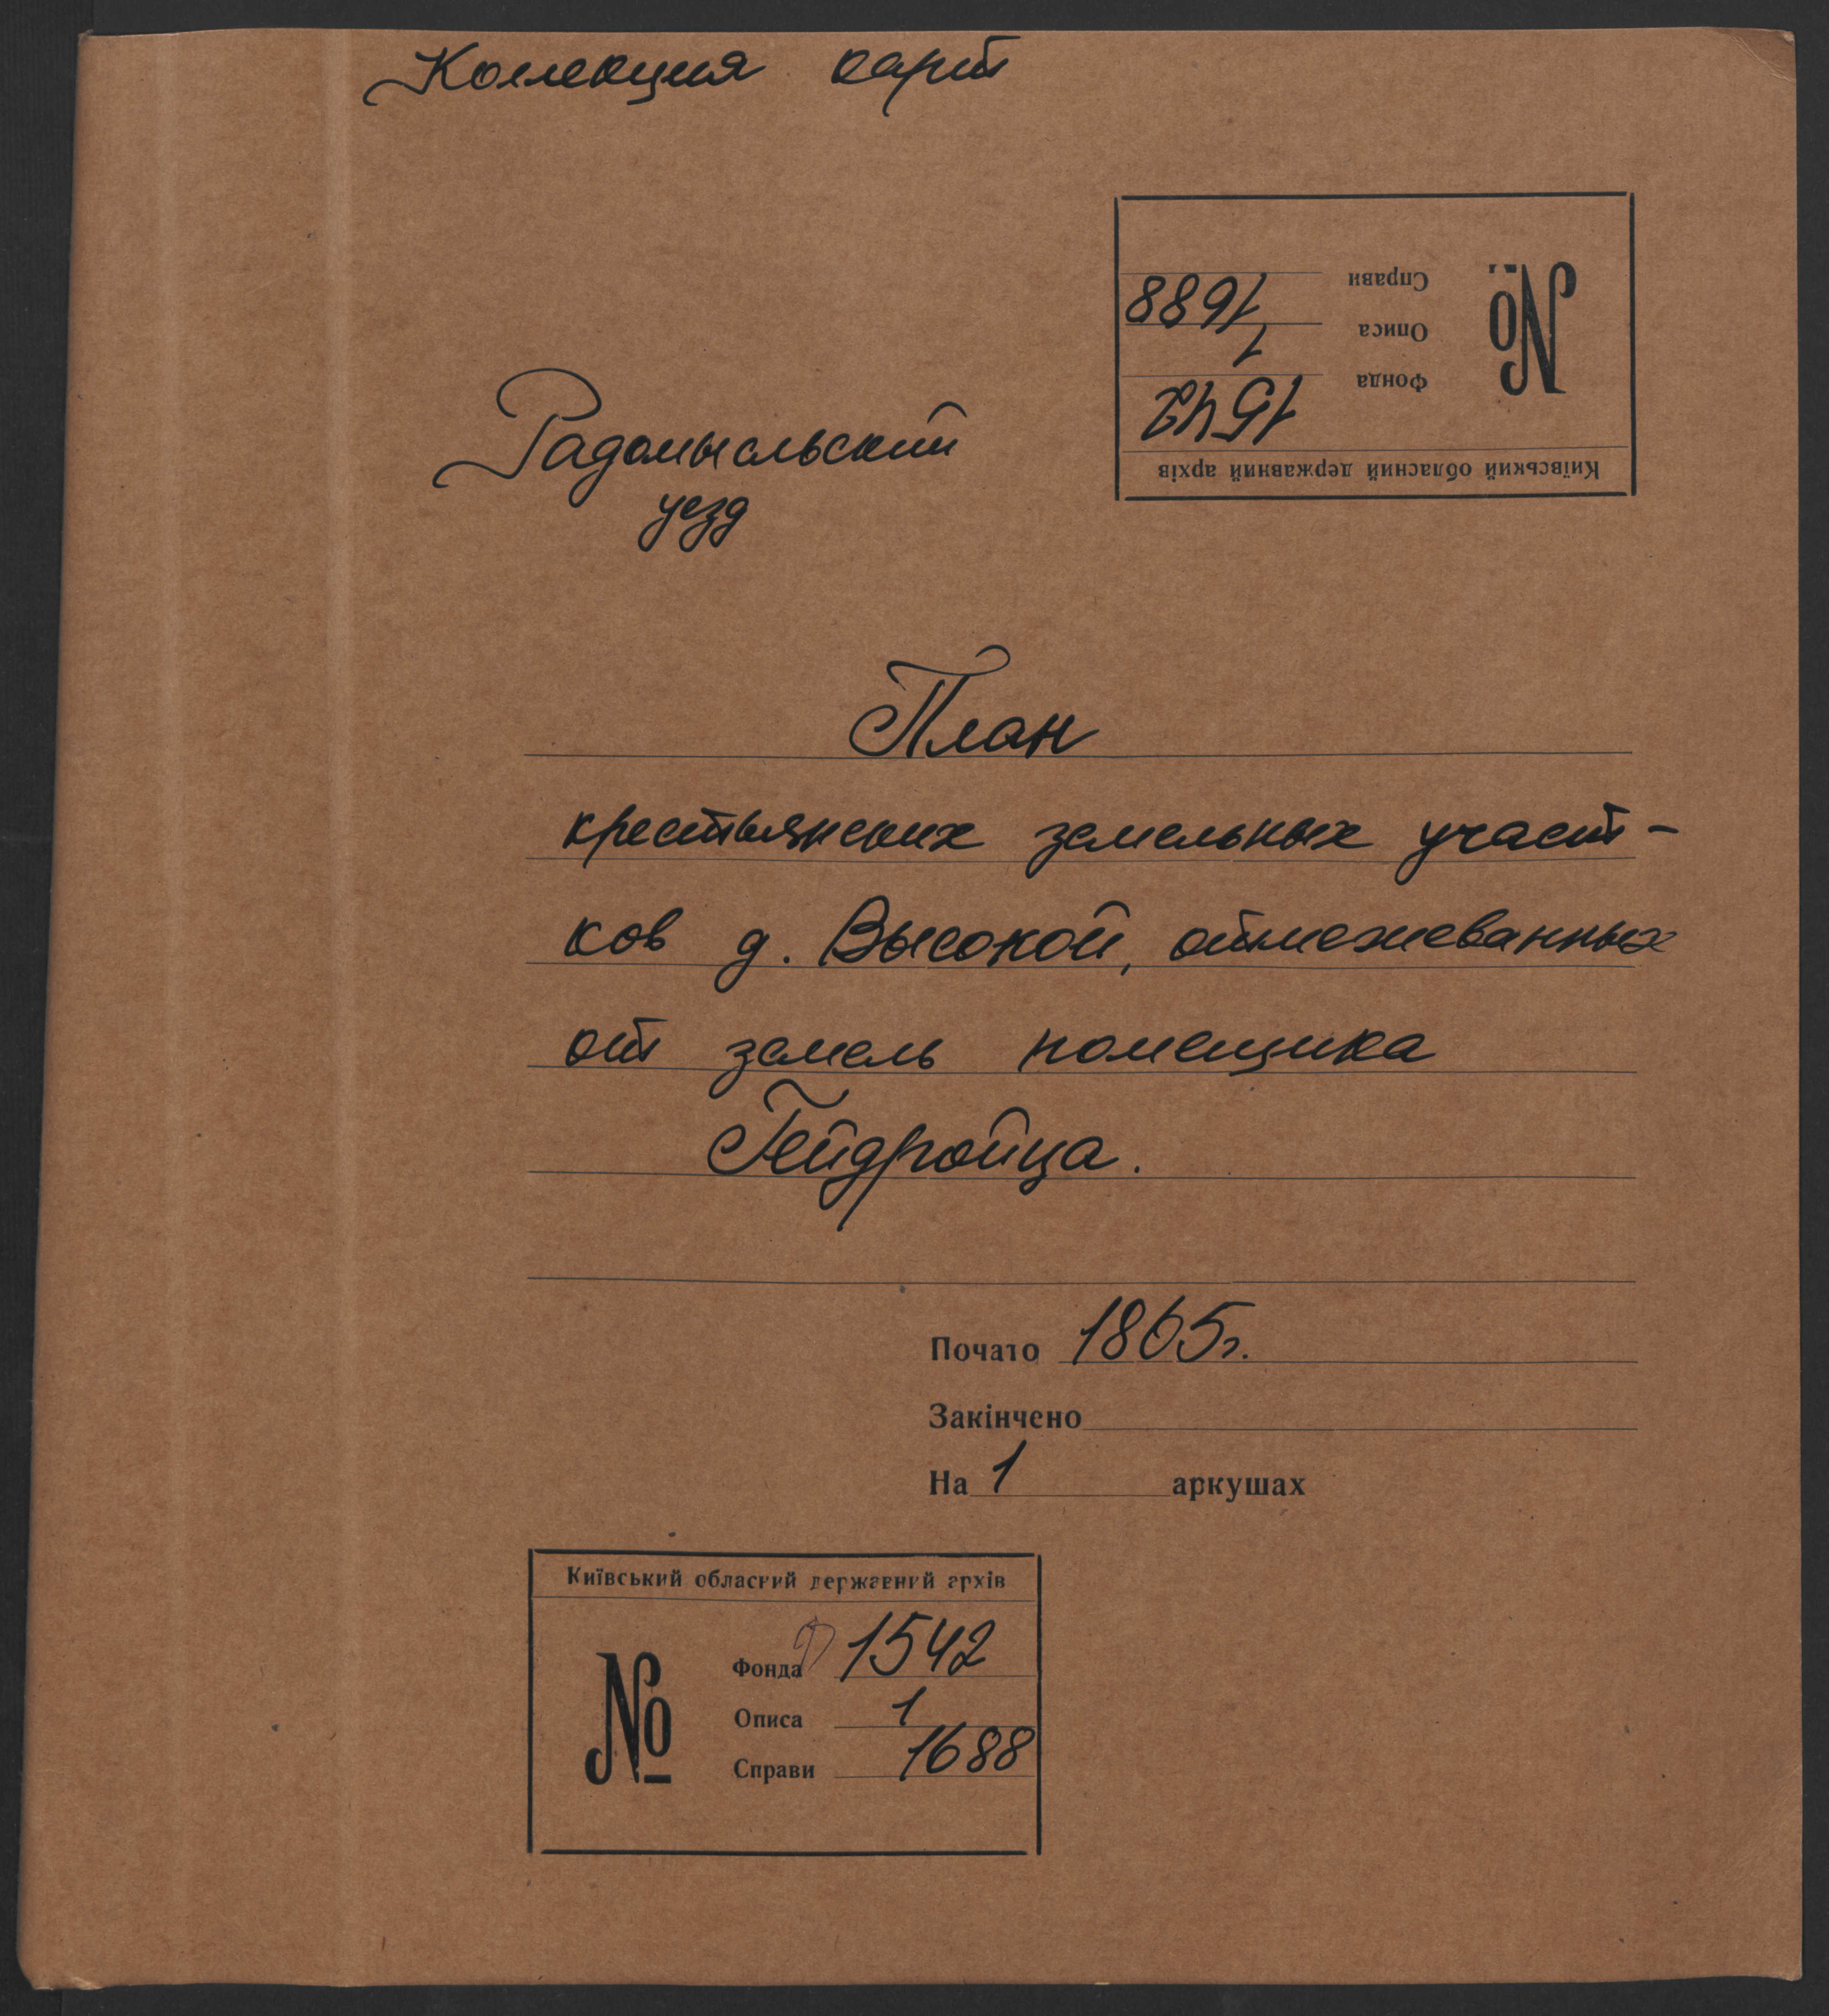 Коллекция карт
Справи 1688
Описа 1
Фонда 1542
№
Київський обласний державний архів
Радомысльский
уезд
План
крестьянских земельных участ-
ков д. Высокой, отмежеванных
от земель помещика
Гейдройца.
Почато 1865г.
Закінчено
На 1 аркушах
Київський обласний державний архів
№
Фонда 1542
Описа 1
Справи 1688